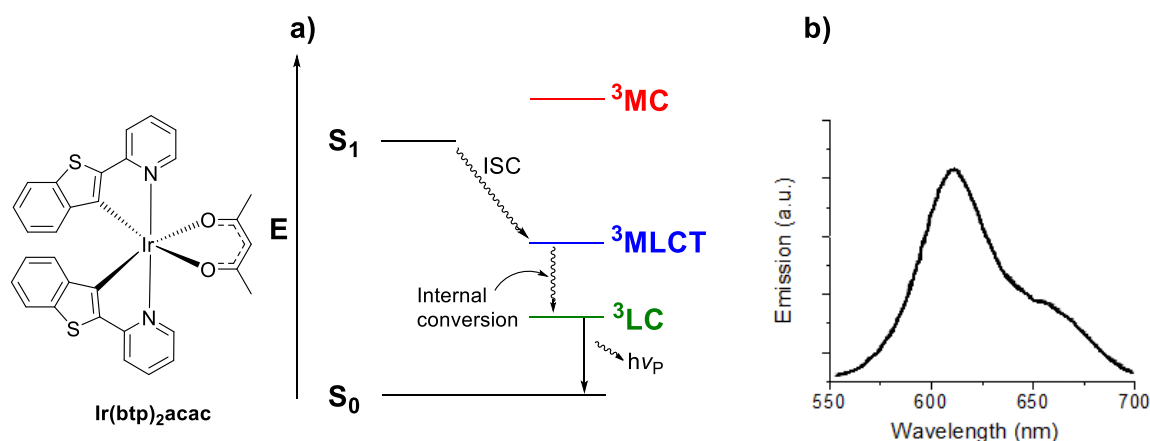 a)
b)
E
S1
S0
ISC
3MC
3MLCT
Internal
conversion
3LC
hνP
S
N
O
Ir
O
N
S
Ir(btp)2acac
Emission (a.u.)
550 600 650 700
Wavelength (nm)